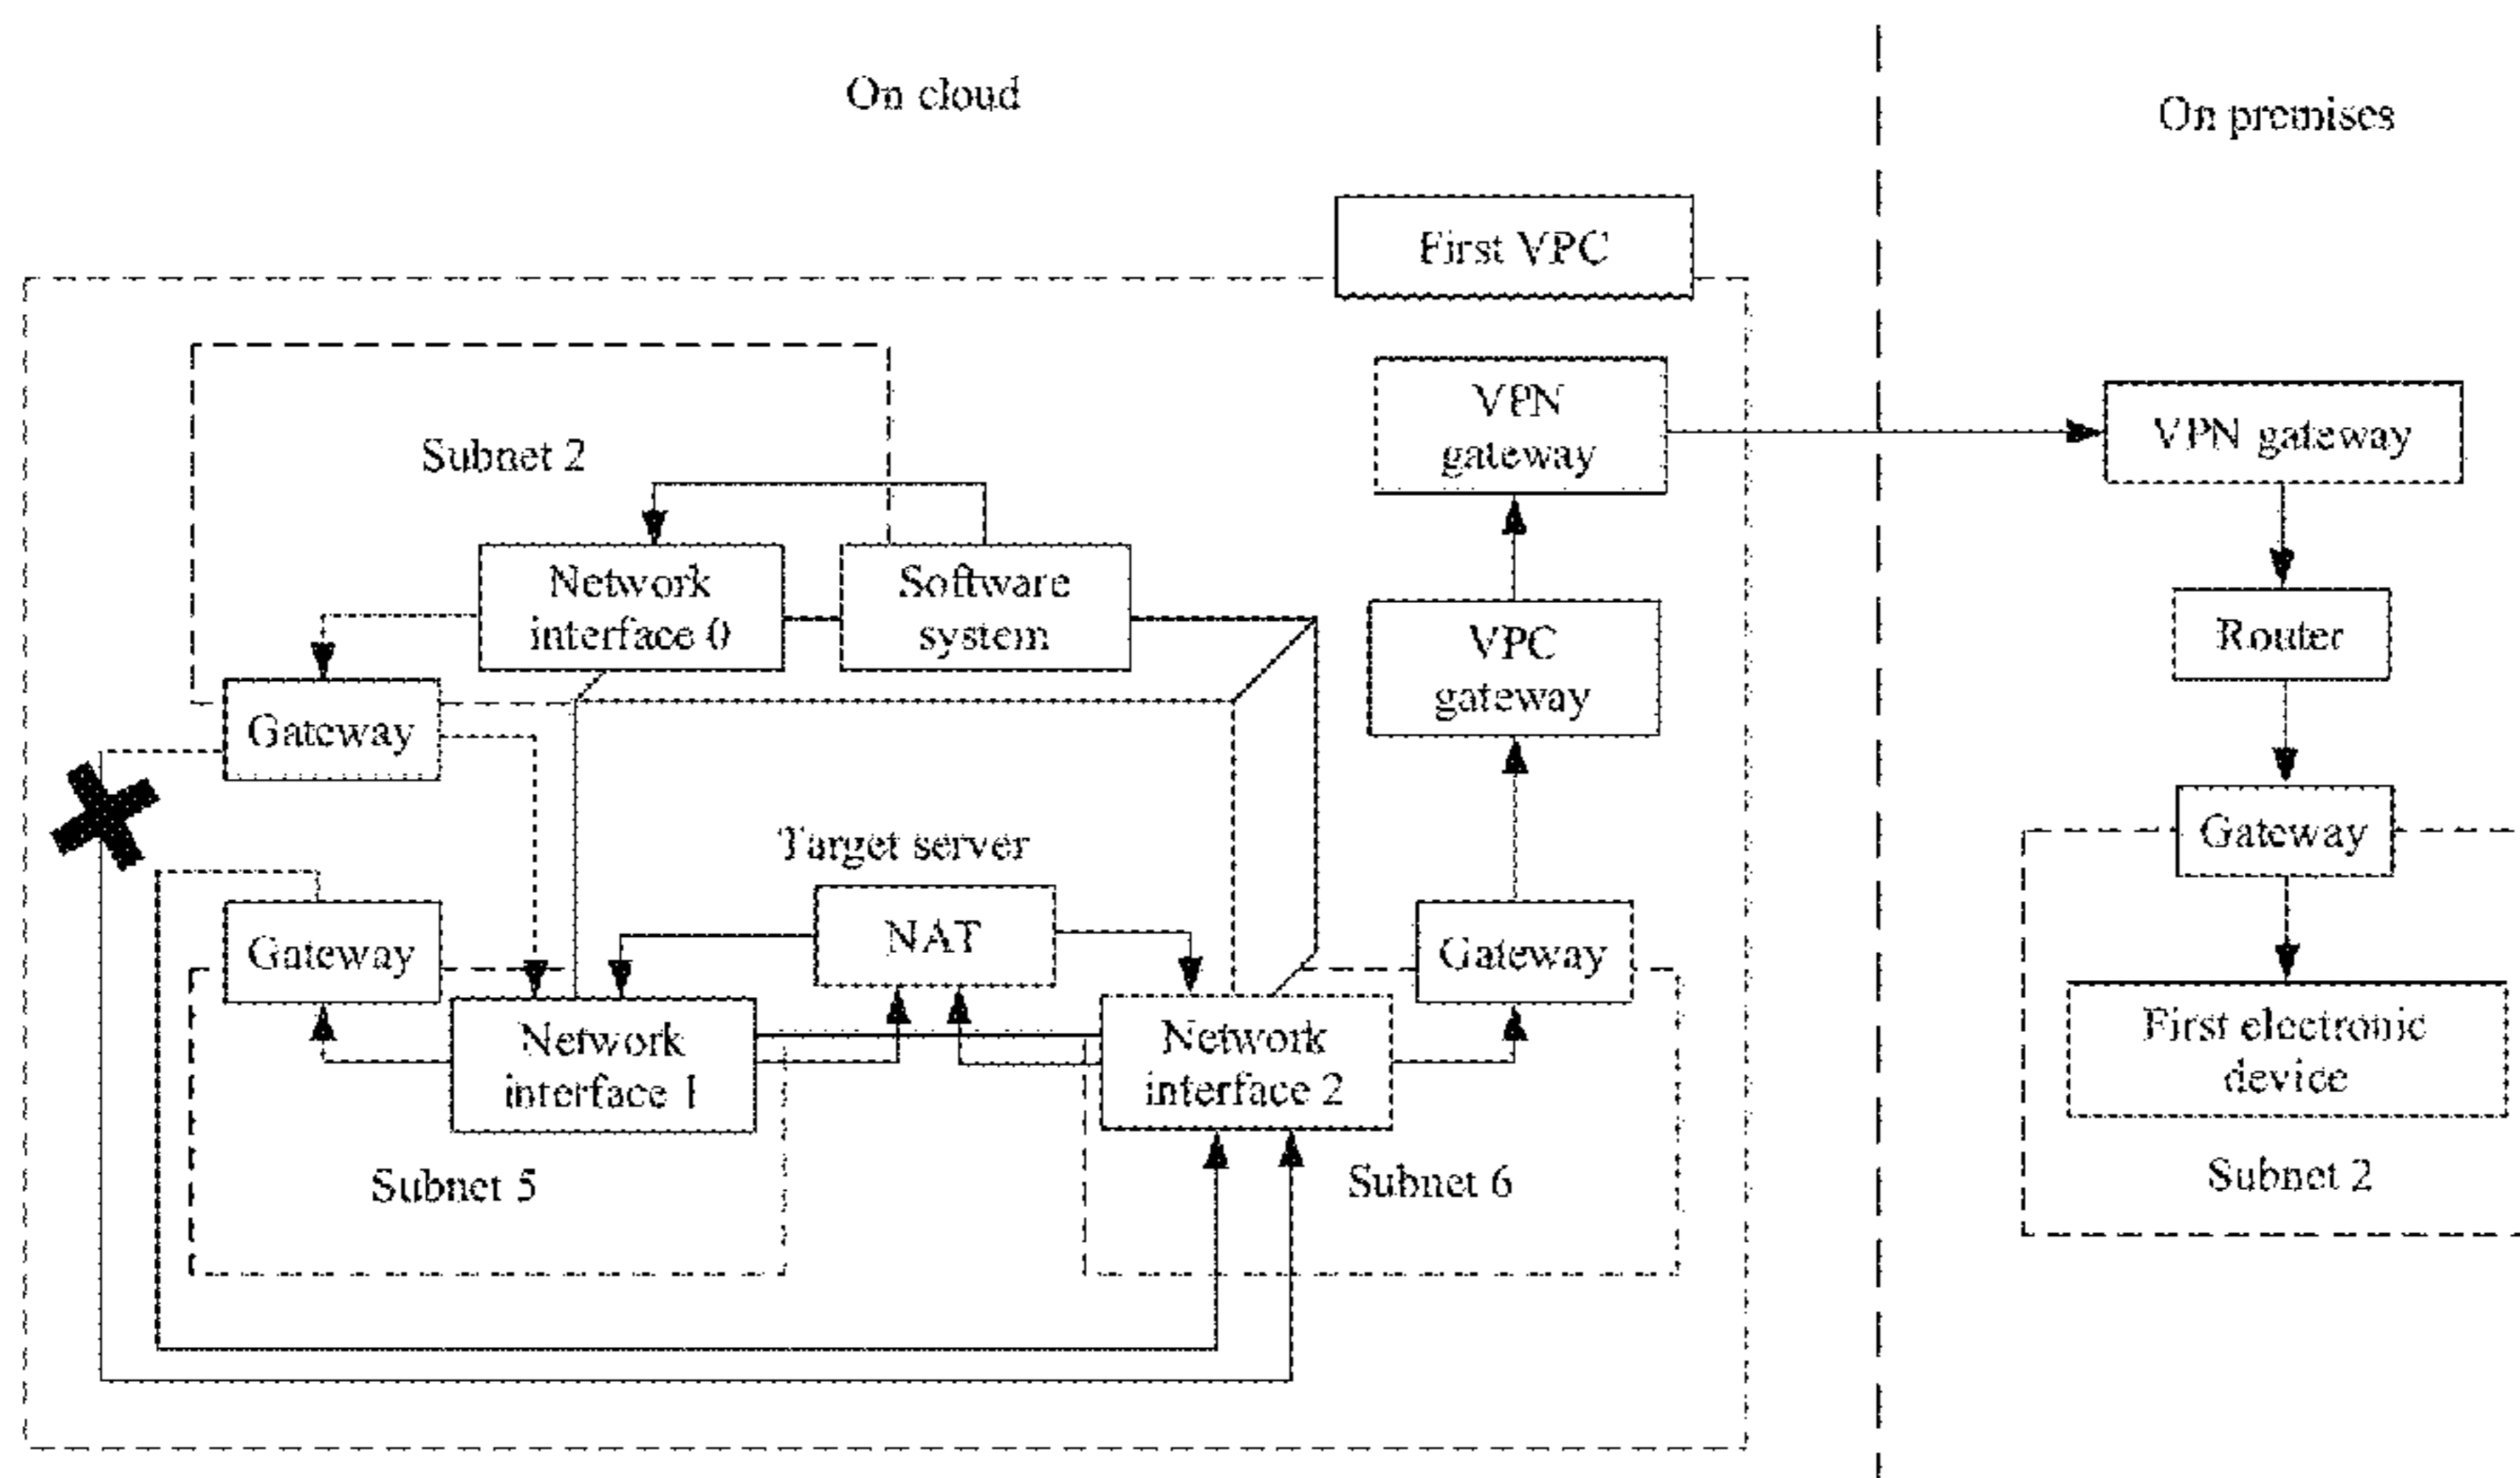 On cloud
On premises
First VPC
VPN
gateway
VPN gateway
Subnet 2
Network
interface 0
Software
system
VPC
gateway
Router
Gateway
Target server
Gateway
NAT
Gateway
Gateway
Network
interface 1
Network
interface 2
First electronic
device
Subnet 5
Subnet 6
Subnet 2